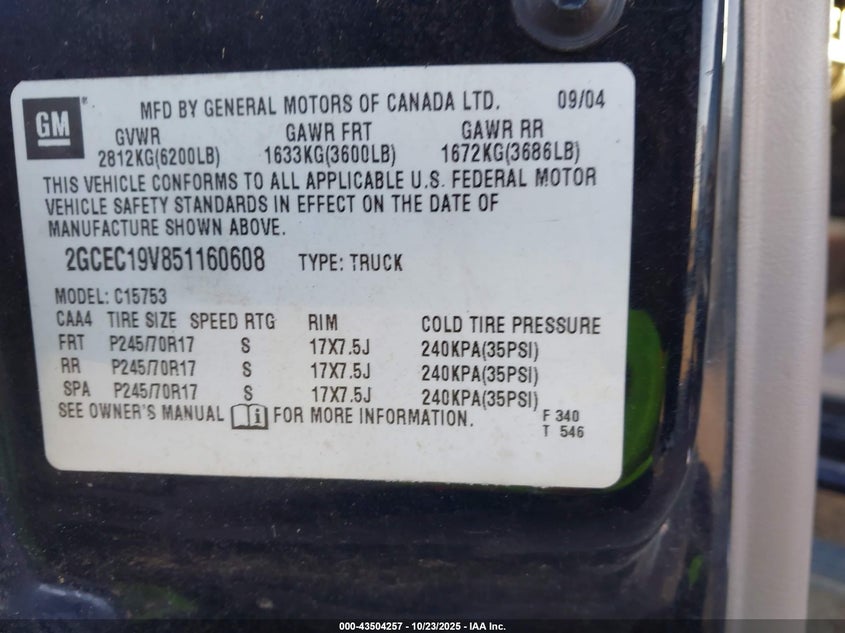 GM ® MFD BY GENERAL MOTORS OF CANADA LTD. 09/04
GVWR GAWR FRT GAWR RR
2812KG(6200LB) 1633KG(3600LB) 1672KG(3686LB)
THIS VEHICLE CONFORMS TO ALL APPLICABLE U.S. FEDERAL MOTOR
VEHICLE SAFETY STANDARDS IN EFFECT ON THE DATE OF
MANUFACTURE SHOWN ABOVE.
2GCEC19V851160608 TYPE: TRUCK
MODEL: C15753
CAA4 TIRE SIZE SPEED RTG RIM COLD TIRE PRESSURE
FRT P245/70R17 S 17X7.5J 240KPA(35PSI)
RR P245/70R17 S 17X7.5J 240KPA(35PSI)
SPA P245/70R17 S 17X7.5J 240KPA(35PSI)
SEE OWNER'S MANUAL i FOR MORE INFORMATION. F 340
T 546
000-43504257 - 10/23/2025 - IAA Inc.